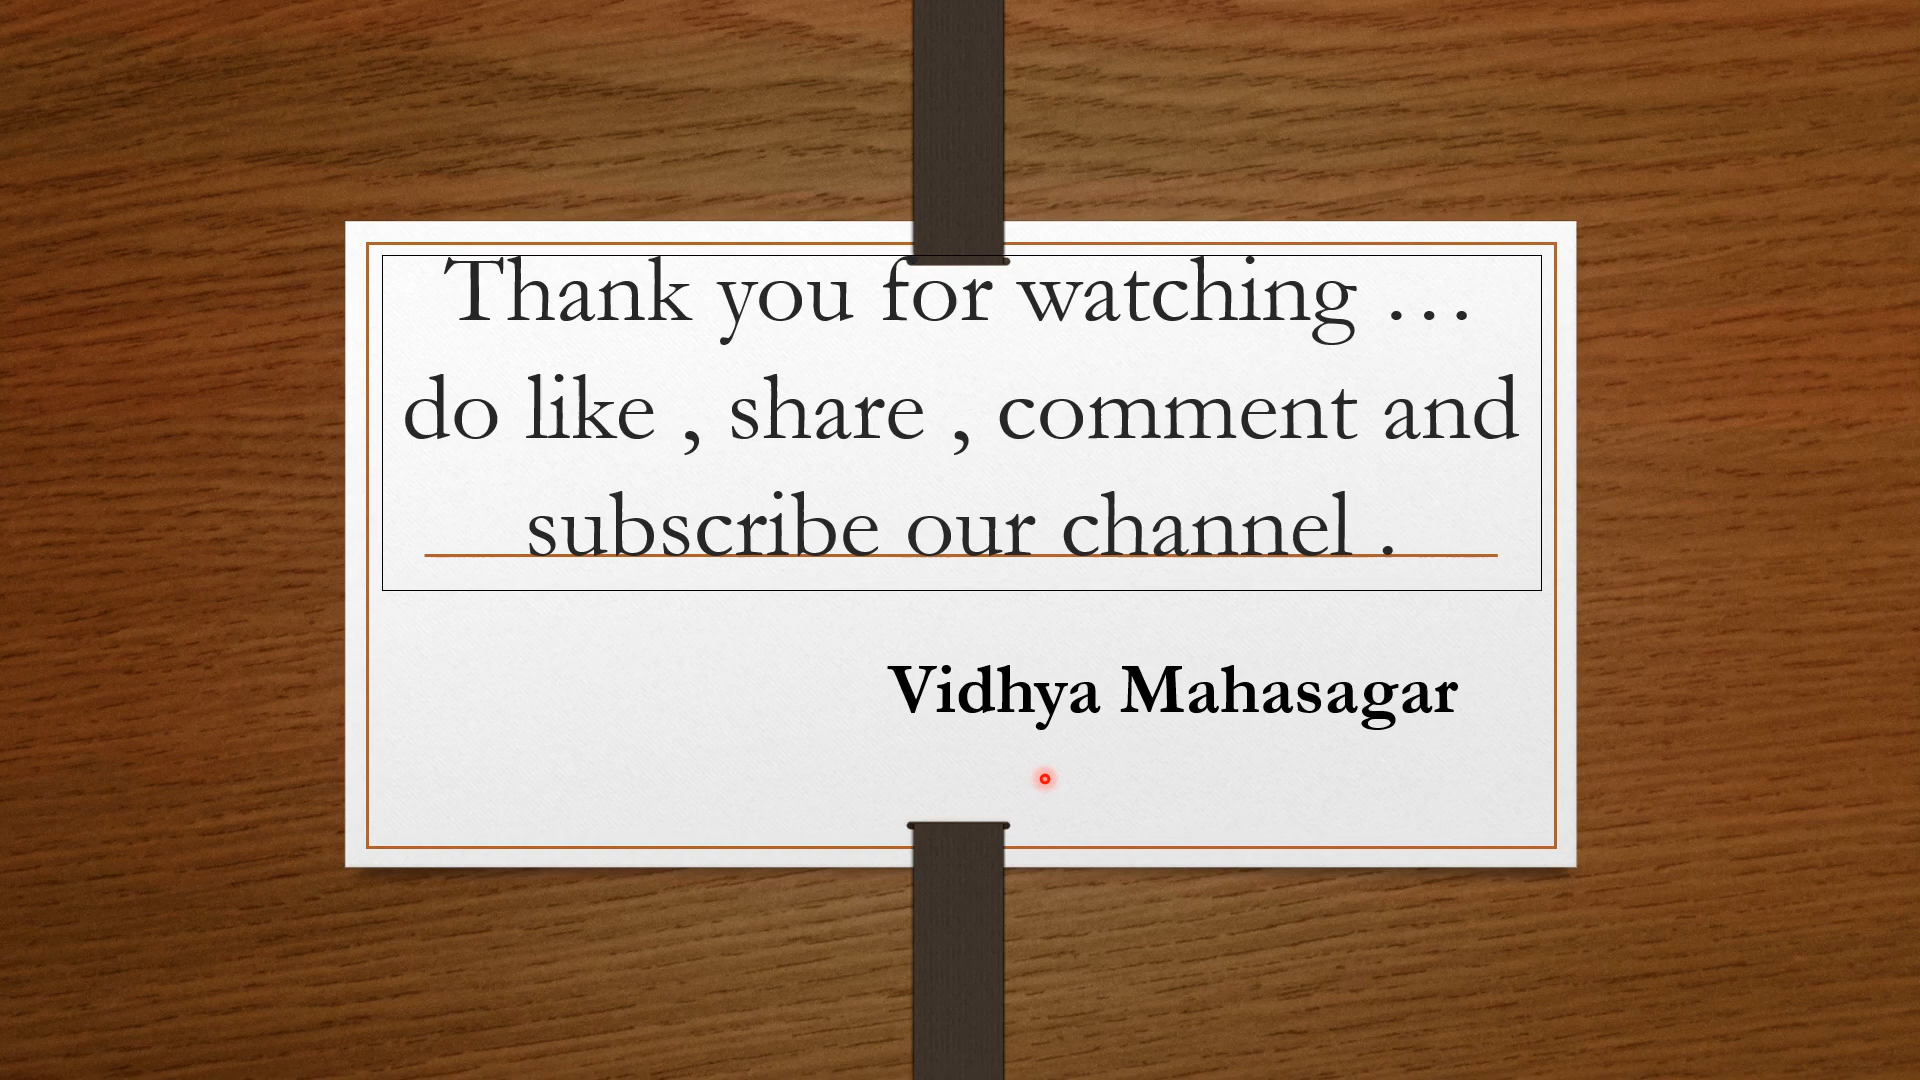 Thank you for watching …
do like , share , comment and
subscribe our channel .
Vidhya Mahasagar